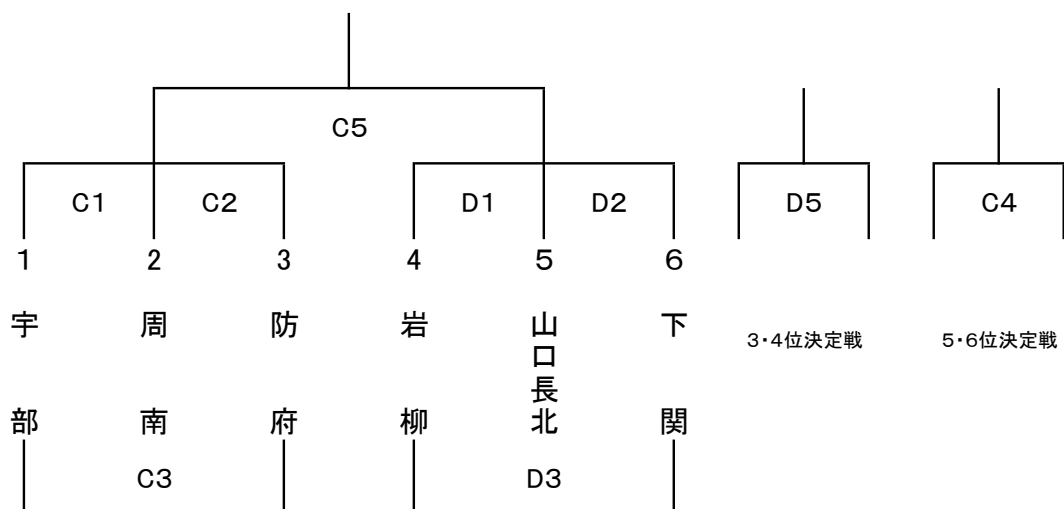 C5
C1 C2 D1 D2 D5 C4
1 2 3 4 5 6
宇部 周南 防府 岩柳 山口長北 下関
3・4位決定戦 5・6位決定戦
C3 D3